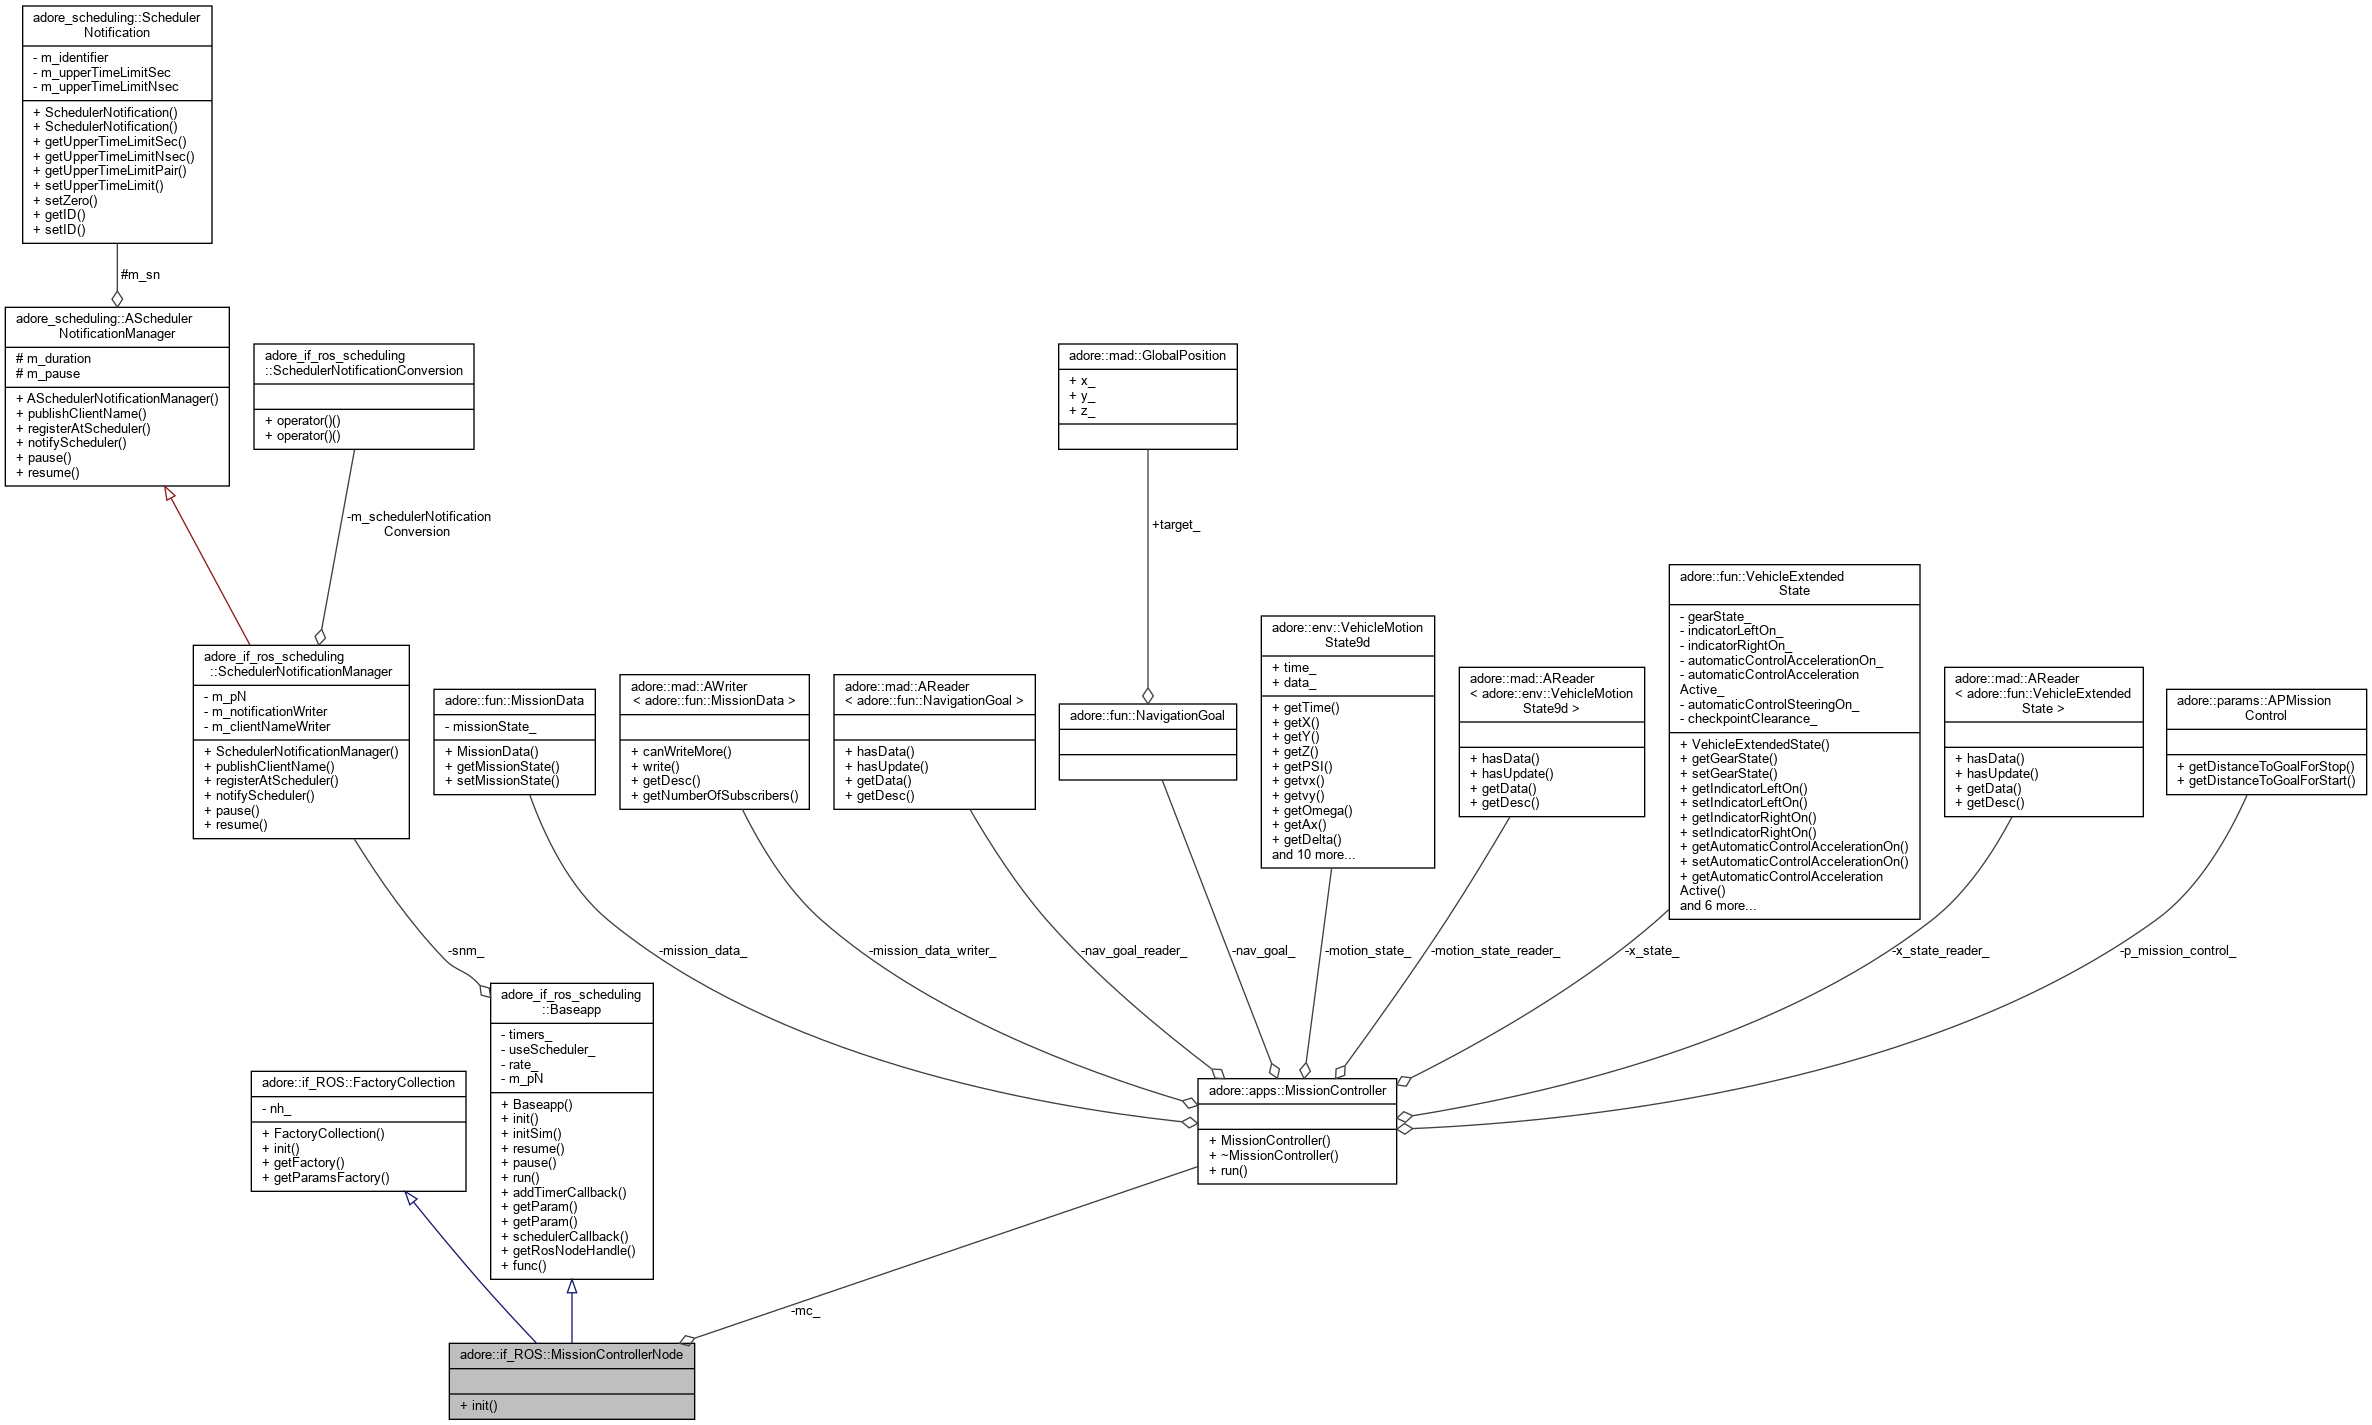 adore_scheduling::Scheduler
Notification
- m_identifier
- m_upperTimeLimitSec
- m_upperTimeLimitNsec
+ SchedulerNotification()
+ SchedulerNotification()
+ getUpperTimeLimitSec()
+ getUpperTimeLimitNsec()
+ getUpperTimeLimitPair()
+ setUpperTimeLimit()
+ setZero()
+ getID()
+ setID()
#m_sn
adore_scheduling::AScheduler
NotificationManager
# m_duration
# m_pause
+ ASchedulerNotificationManager()
+ publishClientName()
+ registerAtScheduler()
+ notifyScheduler()
+ pause()
+ resume()
adore_if_ros_scheduling
::SchedulerNotificationConversion
+ operator()()
+ operator()()
-m_schedulerNotification
Conversion
adore::mad::GlobalPosition
+ x_
+ y_
+ z_
+target_
adore_if_ros_scheduling
::SchedulerNotificationManager
- m_pN
- m_notificationWriter
- m_clientNameWriter
+ SchedulerNotificationManager()
+ publishClientName()
+ registerAtScheduler()
+ notifyScheduler()
+ pause()
+ resume()
adore::fun::MissionData
- missionState_
+ MissionData()
+ getMissionState()
+ setMissionState()
adore::mad::AWriter
< adore::fun::MissionData >
+ canWriteMore()
+ write()
+ getDesc()
+ getNumberOfSubscribers()
adore::mad::AReader
< adore::fun::NavigationGoal >
+ hasData()
+ hasUpdate()
+ getData()
+ getDesc()
adore::fun::NavigationGoal
adore::env::VehicleMotion
State9d
+ time_
+ data_
+ getTime()
+ getX()
+ getY()
+ getZ()
+ getPSI()
+ getvx()
+ getvy()
+ getOmega()
+ getAx()
+ getDelta()
and 10 more...
adore::mad::AReader
< adore::env::VehicleMotion
State9d >
+ hasData()
+ hasUpdate()
+ getData()
+ getDesc()
adore::fun::VehicleExtended
State
- gearState_
- indicatorLeftOn_
- indicatorRightOn_
- automaticControlAccelerationOn_
- automaticControlAcceleration
Active_
- automaticControlSteeringOn_
- checkpointClearance_
+ VehicleExtendedState()
+ getGearState()
+ setGearState()
+ getIndicatorLeftOn()
+ setIndicatorLeftOn()
+ getIndicatorRightOn()
+ setIndicatorRightOn()
+ getAutomaticControlAccelerationOn()
+ setAutomaticControlAccelerationOn()
+ getAutomaticControlAcceleration
Active()
and 6 more...
adore::mad::AReader
< adore::fun::VehicleExtended
State >
+ hasData()
+ hasUpdate()
+ getData()
+ getDesc()
adore::params::APMission
Control
+ getDistanceToGoalForStop()
+ getDistanceToGoalForStart()
-snm_
-mission_data_
-mission_data_writer_
-nav_goal_reader_
-nav_goal_
-motion_state_
-motion_state_reader_
-x_state_
-x_state_reader_
-p_mission_control_
adore_if_ros_scheduling
::Baseapp
- timers_
- useScheduler_
- rate_
- m_pN
+ Baseapp()
+ init()
+ initSim()
+ resume()
+ pause()
+ run()
+ addTimerCallback()
+ getParam()
+ getParam()
+ schedulerCallback()
+ getRosNodeHandle()
+ func()
adore::if_ROS::FactoryCollection
- nh_
+ FactoryCollection()
+ init()
+ getFactory()
+ getParamsFactory()
adore::apps::MissionController
+ MissionController()
+ ~MissionController()
+ run()
-mc_
adore::if_ROS::MissionControllerNode
+ init()